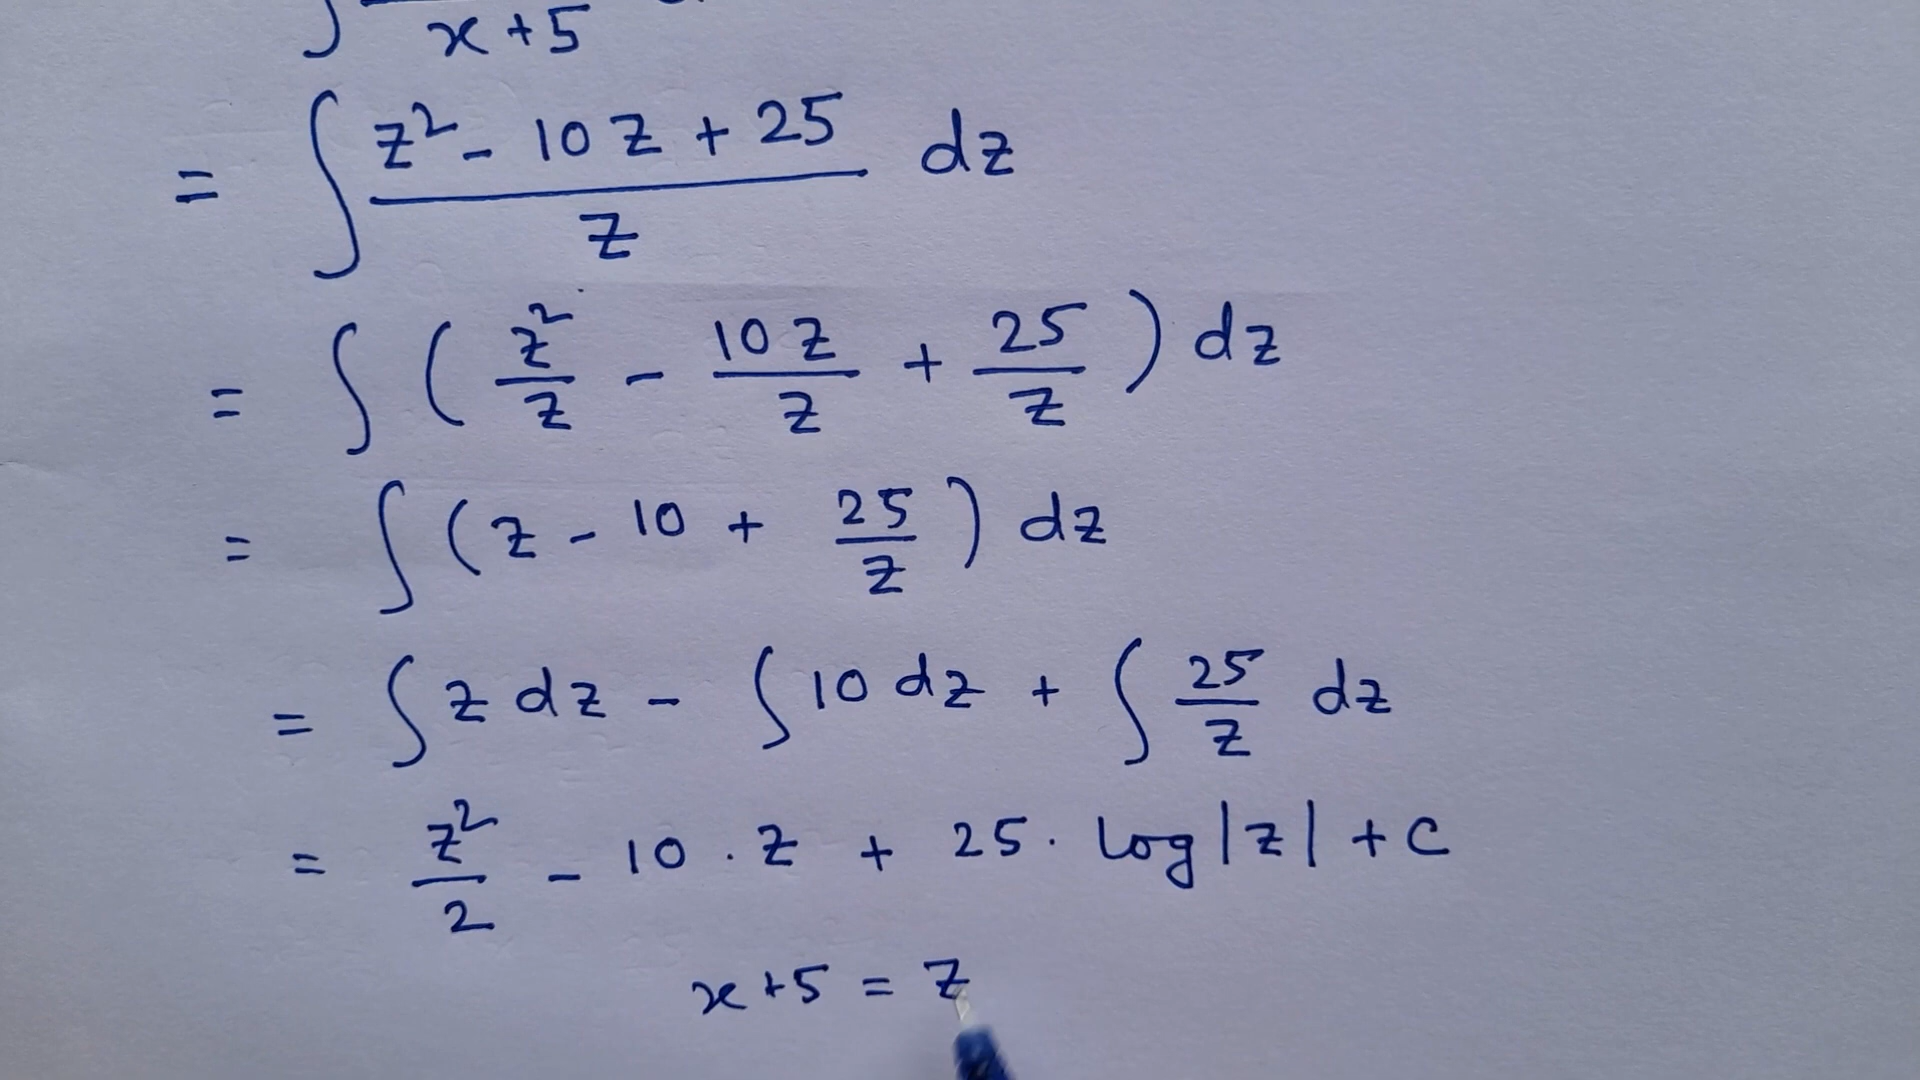 ∫ x+5
= ∫ z² - 10z + 25 / z dz
= ∫ ( z²/z - 10z/z + 25/z ) dz
= ∫ ( z - 10 + 25/z ) dz
= ∫ z dz - ∫ 10 dz + ∫ 25/z dz
= z²/2 - 10 . z + 25 . log|z| + c
x+5 = z